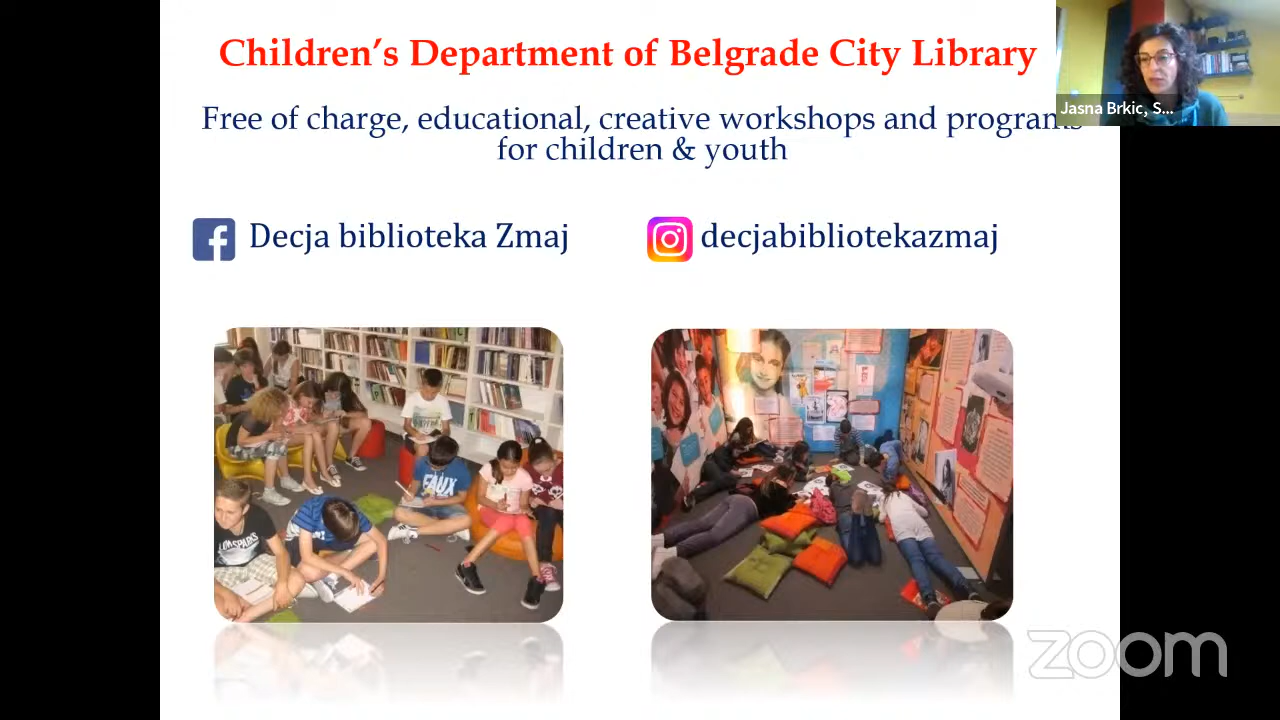 Children's Department of Belgrade City Library
Jasna Brkic, S...
Free of charge, educational, creative workshops and programs
for children & youth
Decja biblioteka Zmaj
decjabibliotekazmaj
zoom